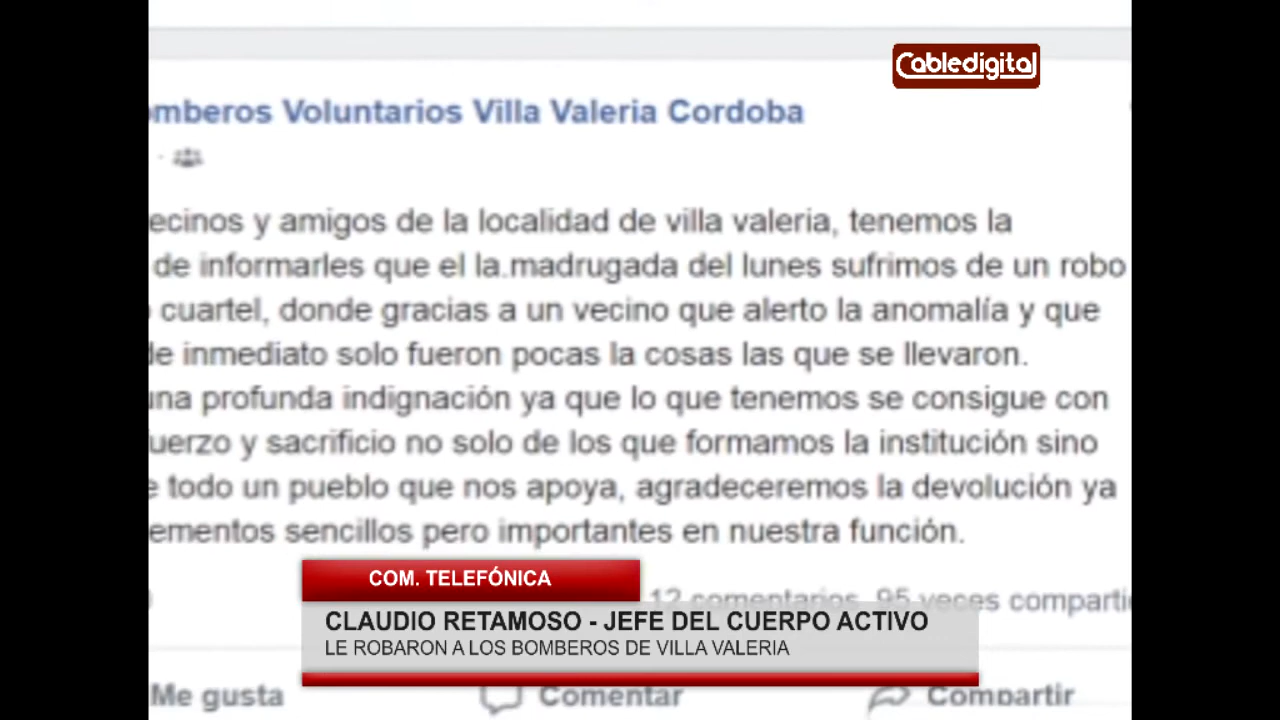 Cabledigital
omberos Voluntarios Villa Valeria Cordoba
ecinos y amigos de la localidad de villa valeria, tenemos la
de informarles que el la.madrugada del lunes sufrimos de un robo
cuartel, donde gracias a un vecino que alerto la anomalía y que
de inmediato solo fueron pocas la cosas las que se llevaron.
una profunda indignación ya que lo que tenemos se consigue con
uerzo y sacrificio no solo de los que formamos la institución sino
e todo un pueblo que nos apoya, agradeceremos la devolución ya
ementos sencillos pero importantes en nuestra función.
12 comentarios 95 veces comparti
COM. TELEFÓNICA
CLAUDIO RETAMOSO - JEFE DEL CUERPO ACTIVO
LE ROBARON A LOS BOMBEROS DE VILLA VALERIA
Me gusta Comentar Compartir